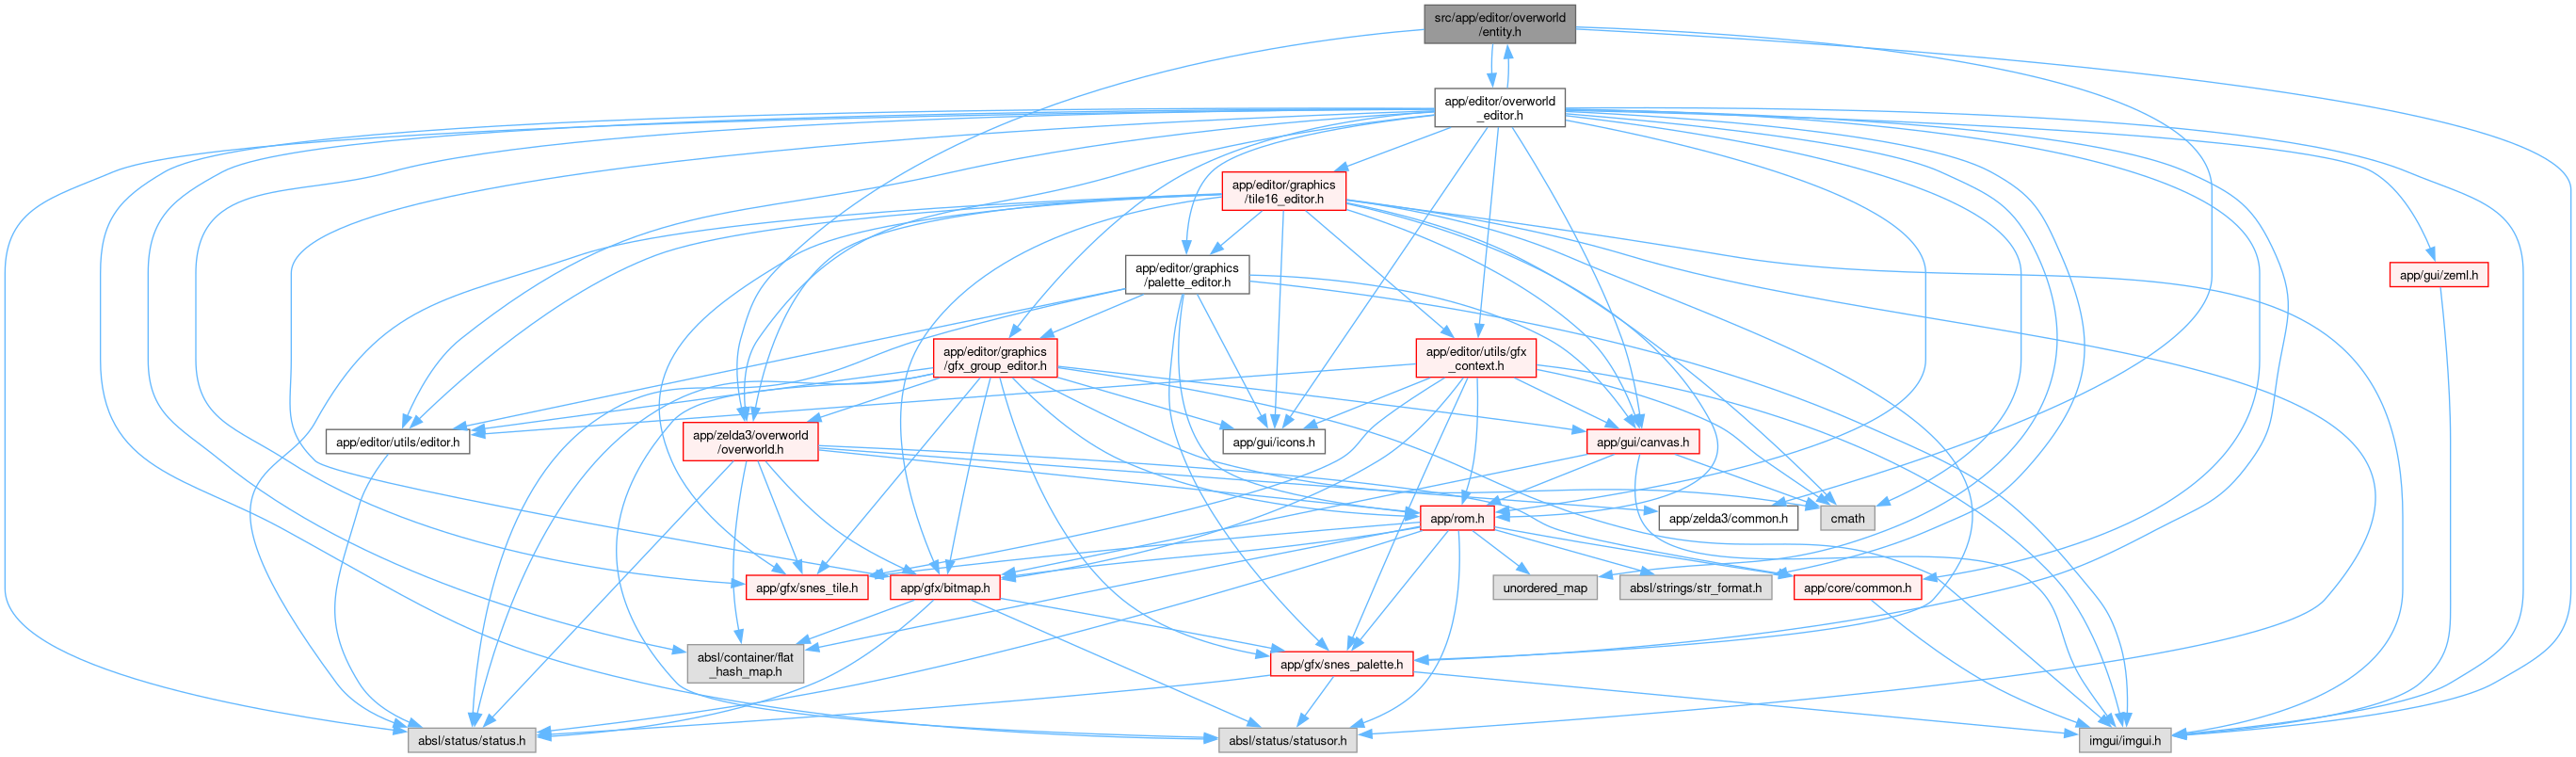 src/app/editor/overworld
/entity.h
app/editor/overworld
_editor.h
app/editor/graphics
/tile16_editor.h
app/editor/graphics
/palette_editor.h
app/gui/zeml.h
app/editor/graphics
/gfx_group_editor.h
app/editor/utils/gfx
_context.h
app/editor/utils/editor.h
app/zelda3/overworld
/overworld.h
app/gui/icons.h
app/gui/canvas.h
app/rom.h
app/zelda3/common.h
cmath
app/gfx/snes_tile.h
app/gfx/bitmap.h
unordered_map
absl/strings/str_format.h
app/core/common.h
absl/container/flat
_hash_map.h
app/gfx/snes_palette.h
absl/status/status.h
absl/status/statusor.h
imgui/imgui.h